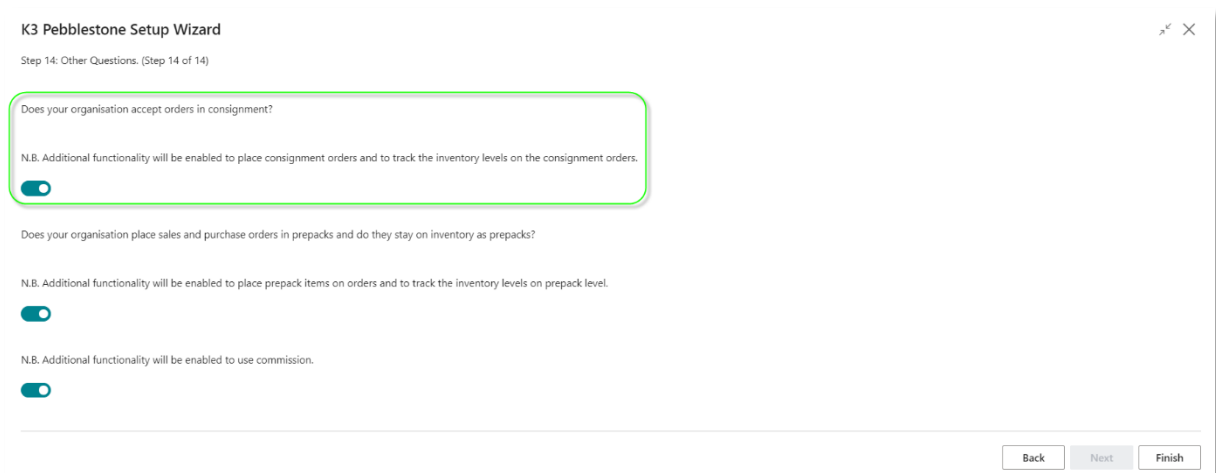 K3 Pebblestone Setup Wizard
Step 14: Other Questions. (Step 14 of 14)
Does your organisation accept orders in consignment?
N.B. Additional functionality will be enabled to place consignment orders and to track the inventory levels on the consignment orders.
Does your organisation place sales and purchase orders in prepacks and do they stay on inventory as prepacks?
N.B. Additional functionality will be enabled to place prepack items on orders and to track the inventory levels on prepack level.
N.B. Additional functionality will be enabled to use commission.
Back Next Finish